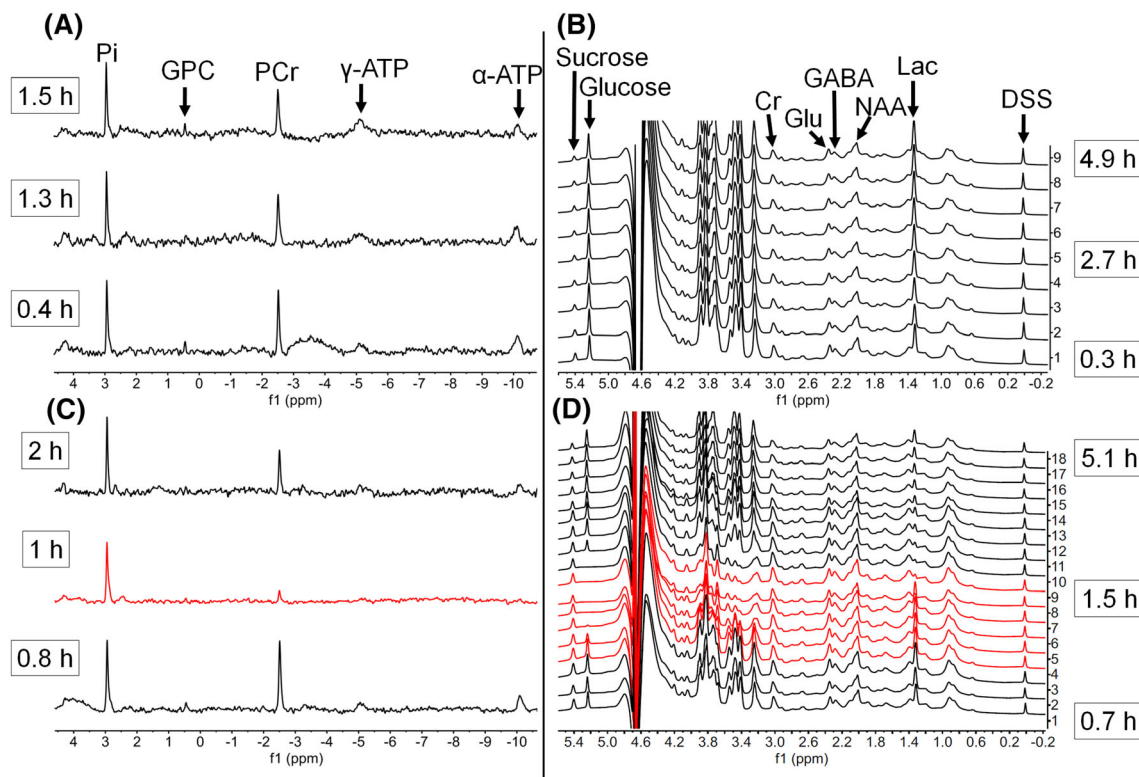 (A)
Pi
GPC
PCr
γ-ATP
α-ATP
1.5 h
1.3 h
0.4 h
4 3 2 1 0 -1 -2 -3 -4 -5 -6 -7 -8 -9 -10
f1 (ppm)
(B)
Sucrose
Glucose
Cr
Glu
GABA
NAA
Lac
DSS
9
8
7
6
5
4
3
2
1
4.9 h
2.7 h
0.3 h
5.4 5.0 4.6 4.2 3.8 3.4 3.0 2.6 2.2 1.8 1.4 1.0 0.6 0.2 -0.2
f1 (ppm)
(C)
2 h
1 h
0.8 h
4 3 2 1 0 -1 -2 -3 -4 -5 -6 -7 -8 -9 -10
f1 (ppm)
(D)
18
17
16
15
14
13
12
11
10
9
8
7
6
5
4
3
2
1
5.1 h
1.5 h
0.7 h
5.4 5.0 4.6 4.2 3.8 3.4 3.0 2.6 2.2 1.8 1.4 1.0 0.6 0.2 -0.2
f1 (ppm)